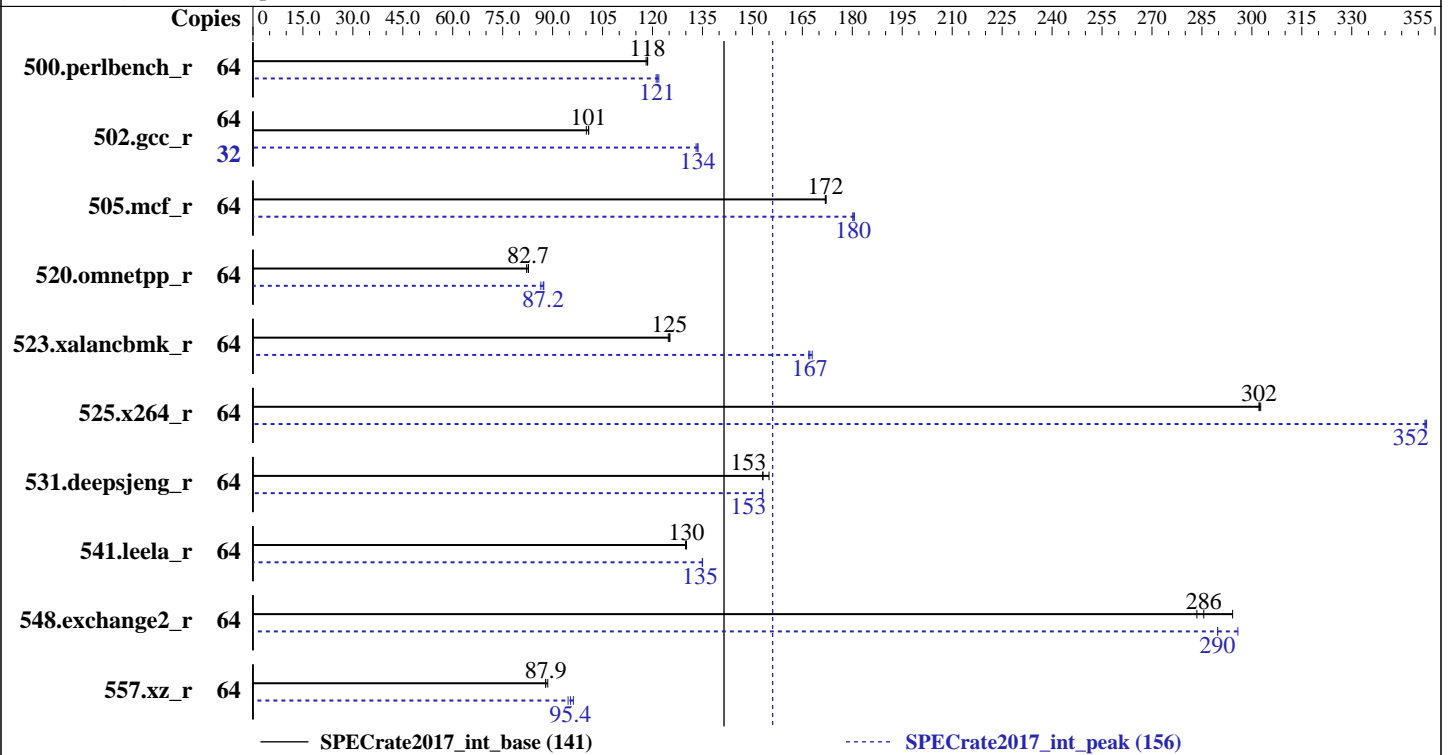 Copies 0 15.0 30.0 45.0 60.0 75.0 90.0 105 120 135 150 165 180 195 210 225 240 255 270 285 300 315 330 355
118
500.perlbench_r 64
121
64 101
502.gcc_r
32 134
172
505.mcf_r 64
180
82.7
520.omnetpp_r 64
87.2
125
523.xalancbmk_r 64
167
302
525.x264_r 64
352
153
531.deepsjeng_r 64
153
130
541.leela_r 64
135
286
548.exchange2_r 64
290
87.9
557.xz_r 64
95.4
SPECrate2017_int_base (141) SPECrate2017_int_peak (156)